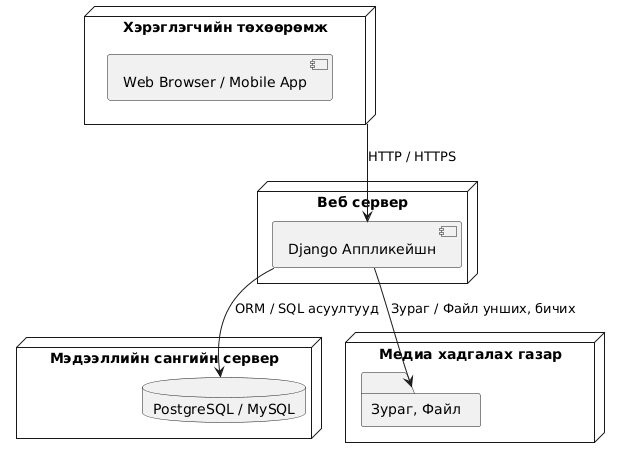 Хэрэглэгчийн төхөөрөмж
Web Browser / Mobile App
HTTP / HTTPS
Веб сервер
Django Аппликейшн
ORM / SQL асуултууд
Зураг / Файл унших, бичих
Мэдээллийн сангийн сервер
Медиа хадгалах газар
PostgreSQL / MySQL
Зураг, Файл